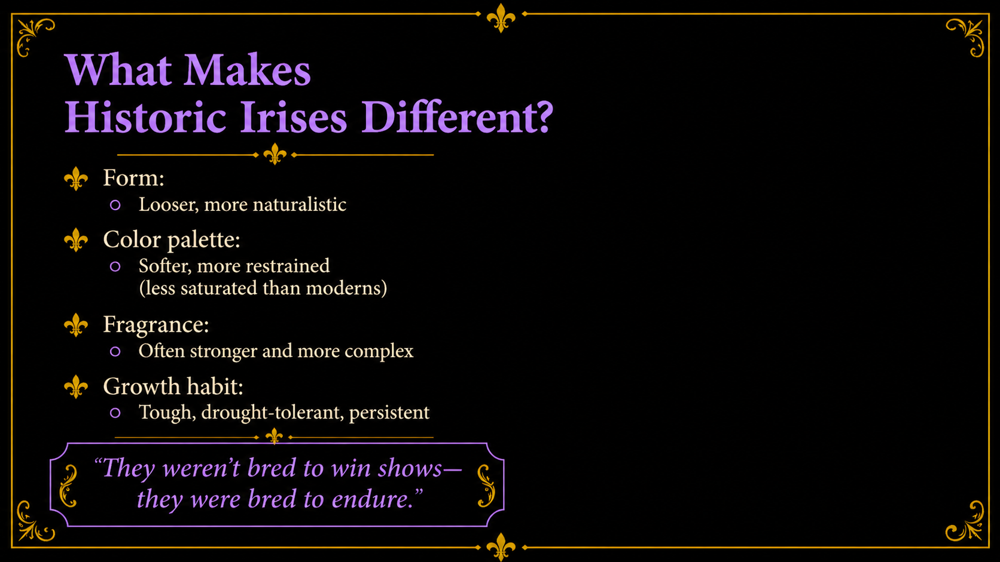 What Makes
Historic Irises Different?
Form:
Looser, more naturalistic
Color palette:
Softer, more restrained
(less saturated than moderns)
Fragrance:
Often stronger and more complex
Growth habit:
Tough, drought-tolerant, persistent
“They weren’t bred to win shows—
they were bred to endure.”